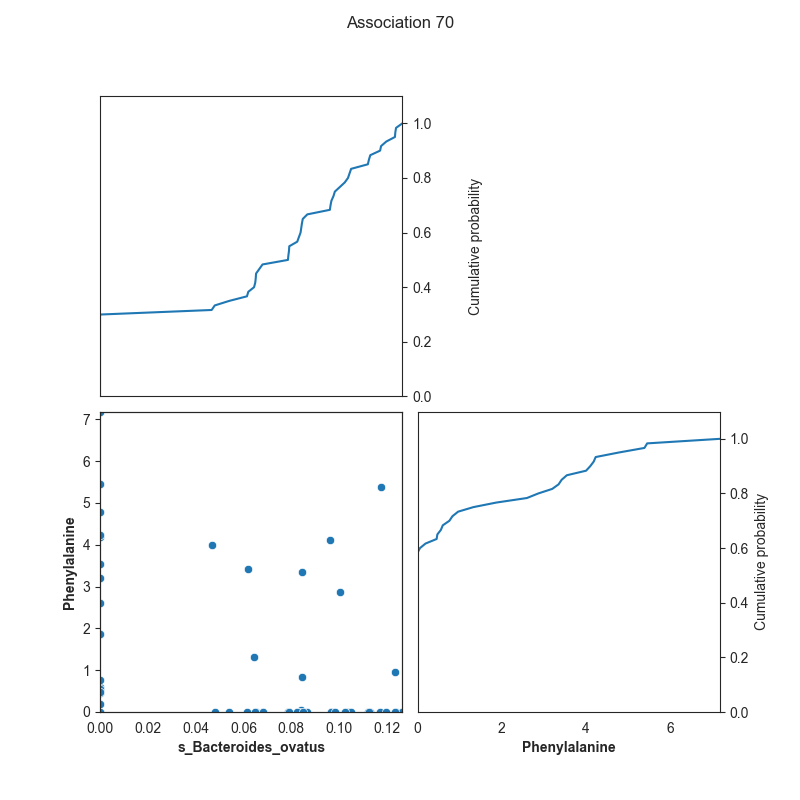 Association 70
1.0
0.8
0.6
0.4
0.2
0.0
Cumulative probability
7
6
5
4
3
2
1
0
Phenylalanine
0.00 0.02 0.04 0.06 0.08 0.10 0.12
s_Bacteroides_ovatus
1.0
0.8
0.6
0.4
0.2
0.0
Cumulative probability
0 2 4 6
Phenylalanine